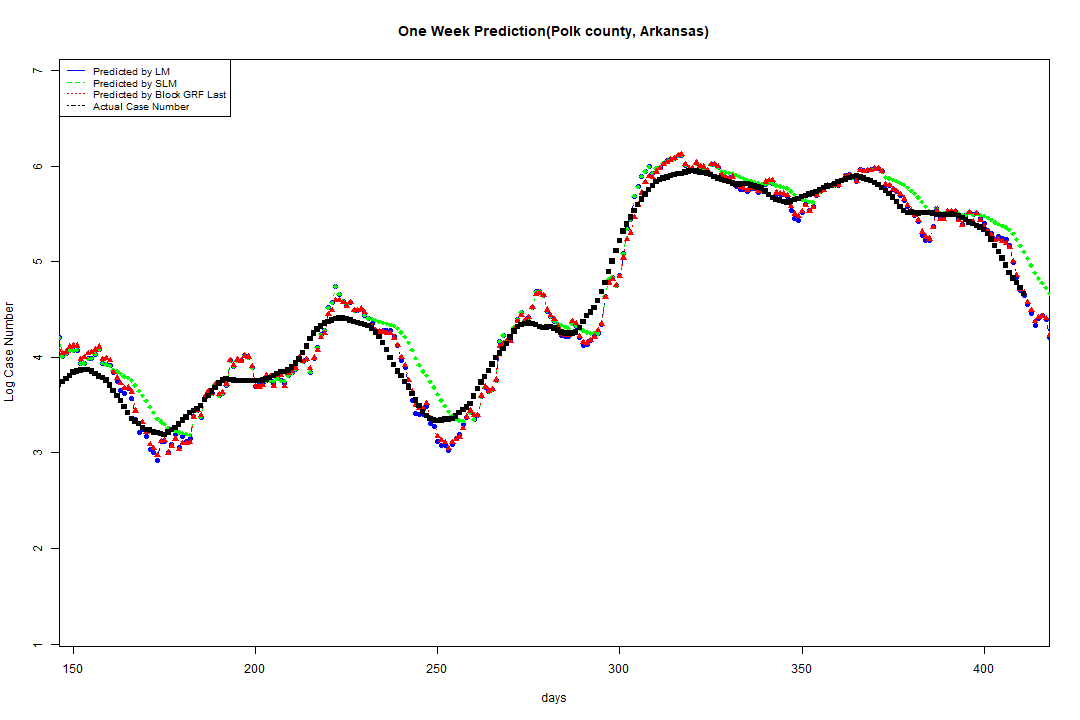 One Week Prediction(Polk county, Arkansas)
Predicted by LM
Predicted by SLM
Predicted by Block GRF Last
Actual Case Number
7
6
5
4
3
2
1
Log Case Number
150 200 250 300 350 400
days